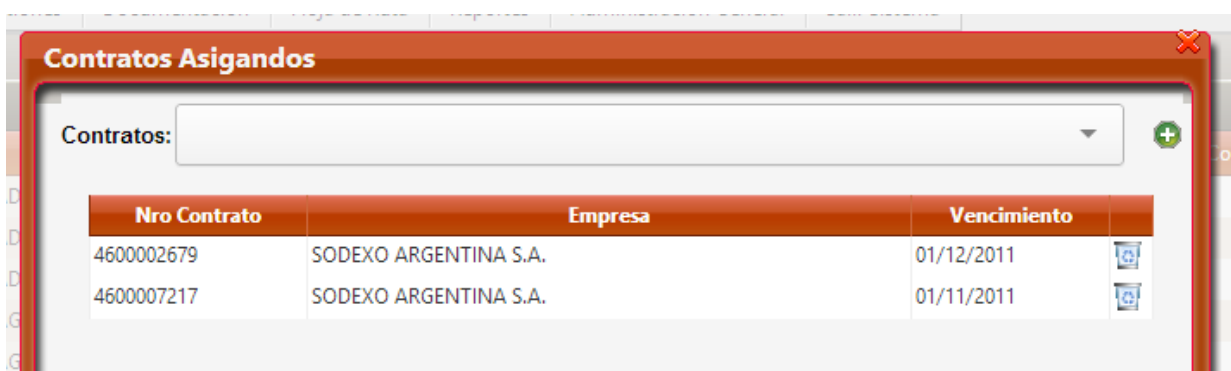 Contratos Asigandos
Contratos:
Nro Contrato Empresa Vencimiento
4600002679 SODEXO ARGENTINA S.A. 01/12/2011
4600007217 SODEXO ARGENTINA S.A. 01/11/2011